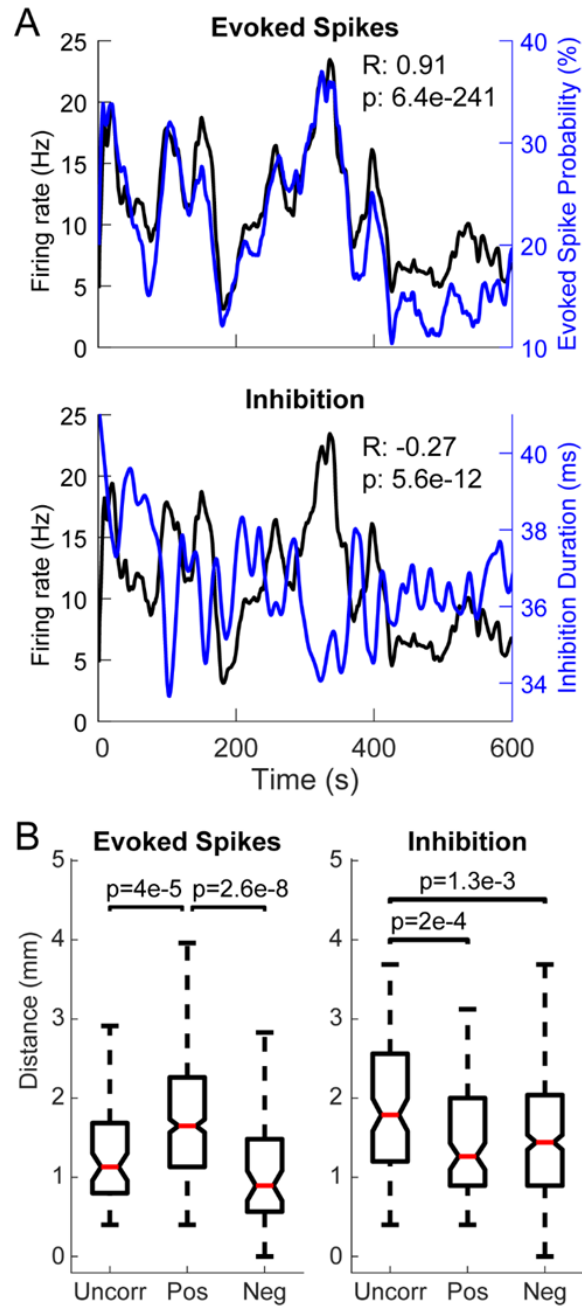 A
Evoked Spikes
R: 0.91
p: 6.4e-241
Firing rate (Hz)
25
20
15
10
5
0
Evoked Spike Probability (%)
40
30
20
10
Inhibition
R: -0.27
p: 5.6e-12
Firing rate (Hz)
25
20
15
10
5
0
Inhibition Duration (ms)
40
38
36
34
0 200 400 600
Time (s)
B
Evoked Spikes
Inhibition
Distance (mm)
5
4
3
2
1
0
p=4e-5 p=2.6e-8
Uncorr Pos Neg
5
4
3
2
1
0
p=1.3e-3
p=2e-4
Uncorr Pos Neg